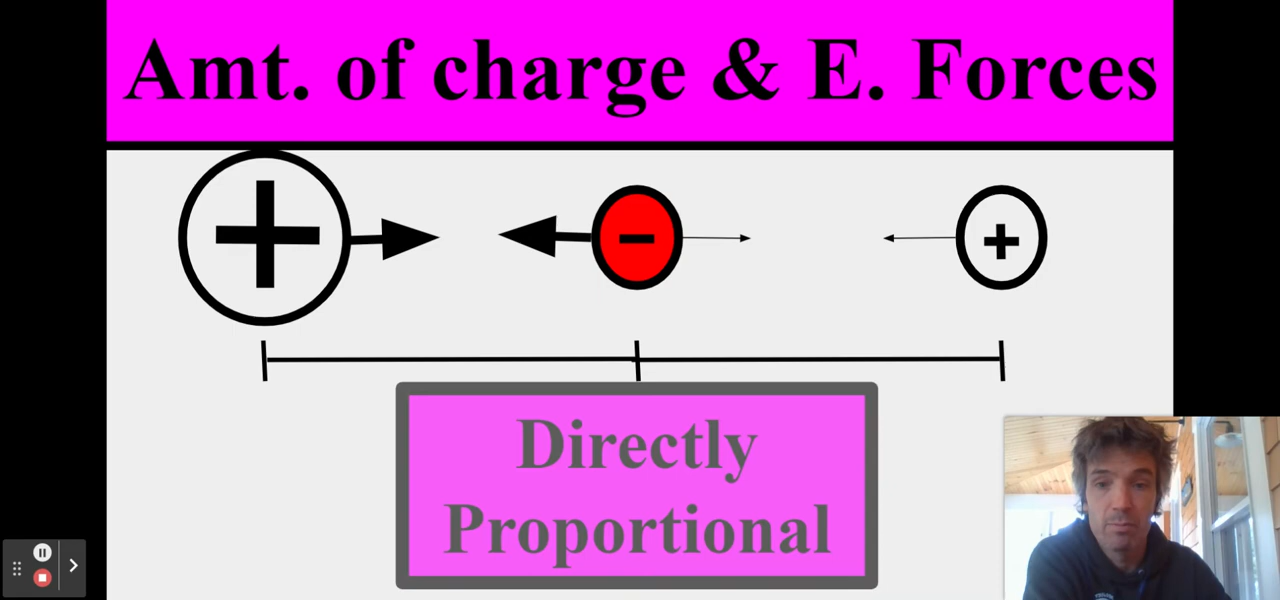 Amt. of charge & E. Forces
+ - +
Directly
Proportional